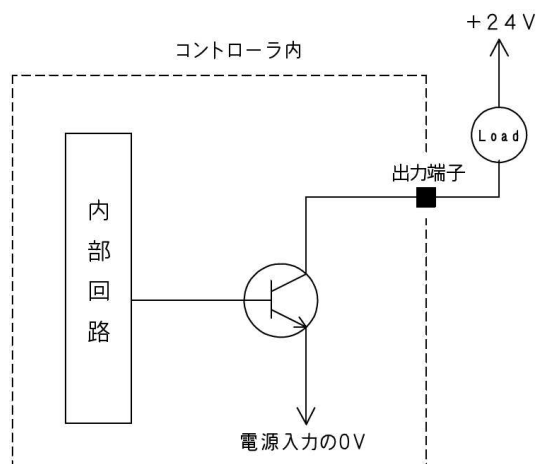 +24V
コントローラ内
Load
出力端子
内部回路
電源入力の0V